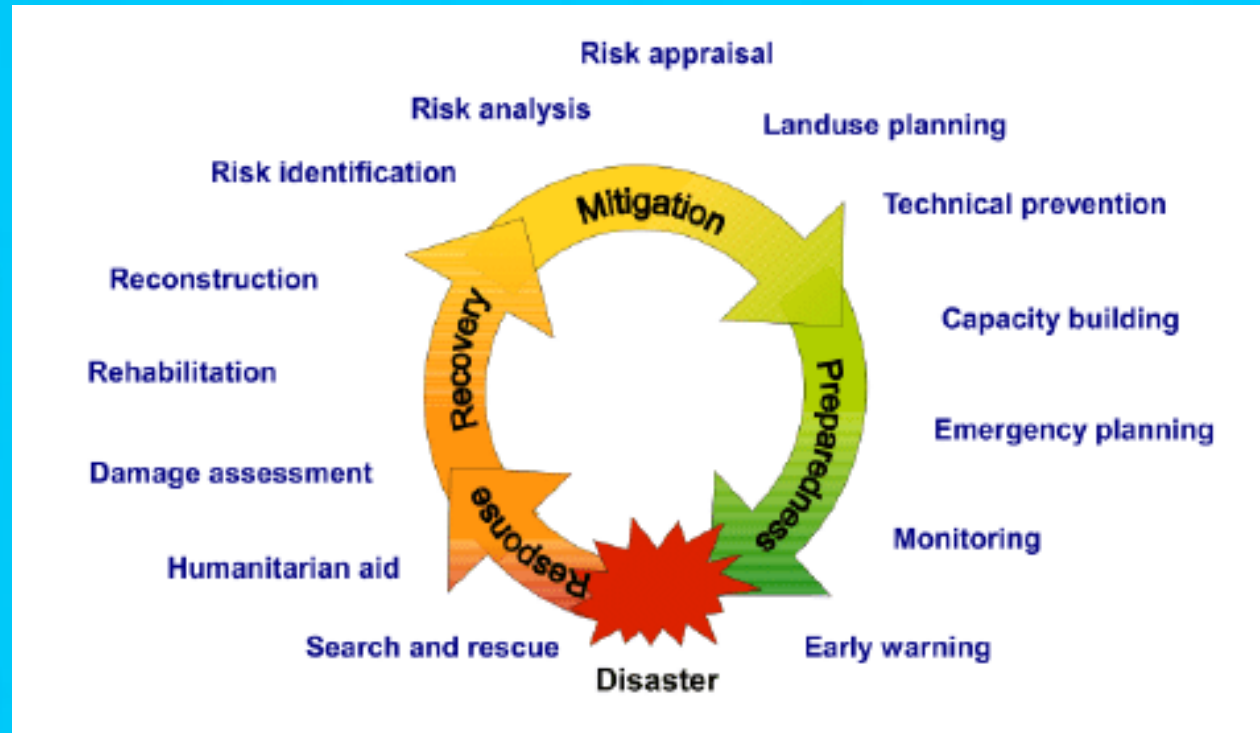 Risk appraisal
Risk analysis
Landuse planning
Risk identification
Technical prevention
Mitigation
Reconstruction
Capacity building
Recovery
Rehabilitation
Preparedness
Emergency planning
Damage assessment
Response
Monitoring
Humanitarian aid
Search and rescue
Early warning
Disaster